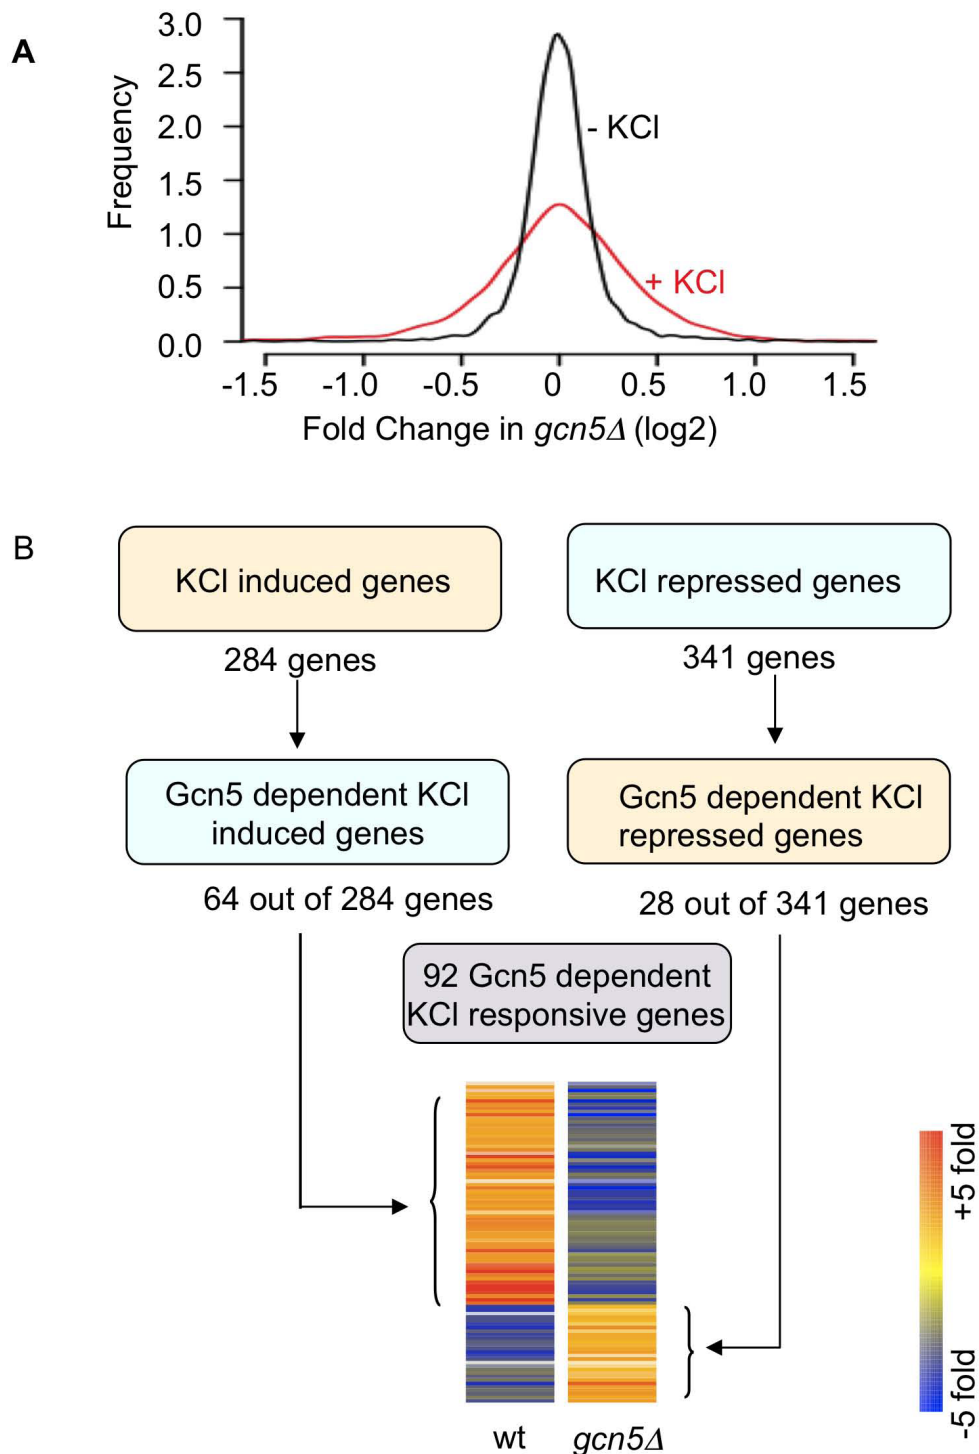 A
3.0
2.5
2.0
1.5
1.0
0.5
0.0
Frequency
- KCl
+ KCl
-1.5 -1.0 -0.5 0 0.5 1.0 1.5
Fold Change in gcn5Δ (log2)
B
KCl induced genes
KCl repressed genes
284 genes
341 genes
Gcn5 dependent KCl
induced genes
Gcn5 dependent KCl
repressed genes
64 out of 284 genes
28 out of 341 genes
92 Gcn5 dependent
KCl responsive genes
+5 fold
-5 fold
wt gcn5Δ